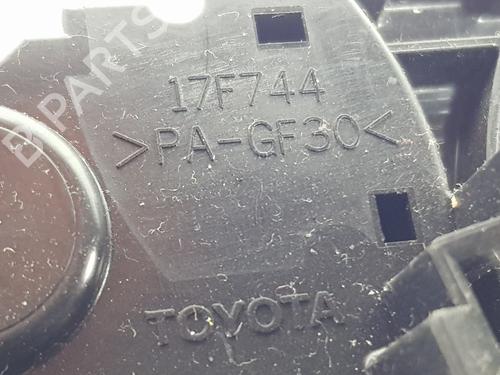 B PARTS
17F744
>PA-GF30<
TOYOTA